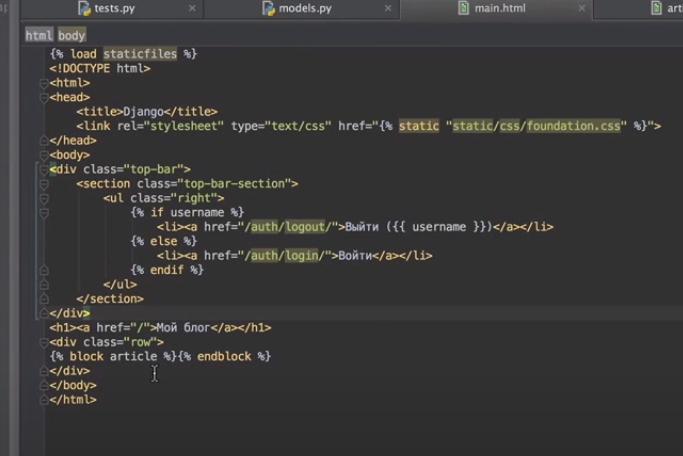 tests.py models.py main.html
html body
{% load staticfiles %}
<!DOCTYPE html>
<html>
<head>
<title>Django</title>
<link rel="stylesheet" type="text/css" href="{% static "static/css/foundation.css" %}">
</head>
<body>
<div class="top-bar">
<section class="top-bar-section">
<ul class="right">
{% if username %}
<li><a href="/auth/logout/">Выйти ({{ username }})</a></li>
{% else %}
<li><a href="/auth/login/">Войти</a></li>
{% endif %}
</ul>
</section>
</div>
<h1><a href="/">Мой блог</a></h1>
<div class="row">
{% block article %}{% endblock %}
</div>
</body>
</html>